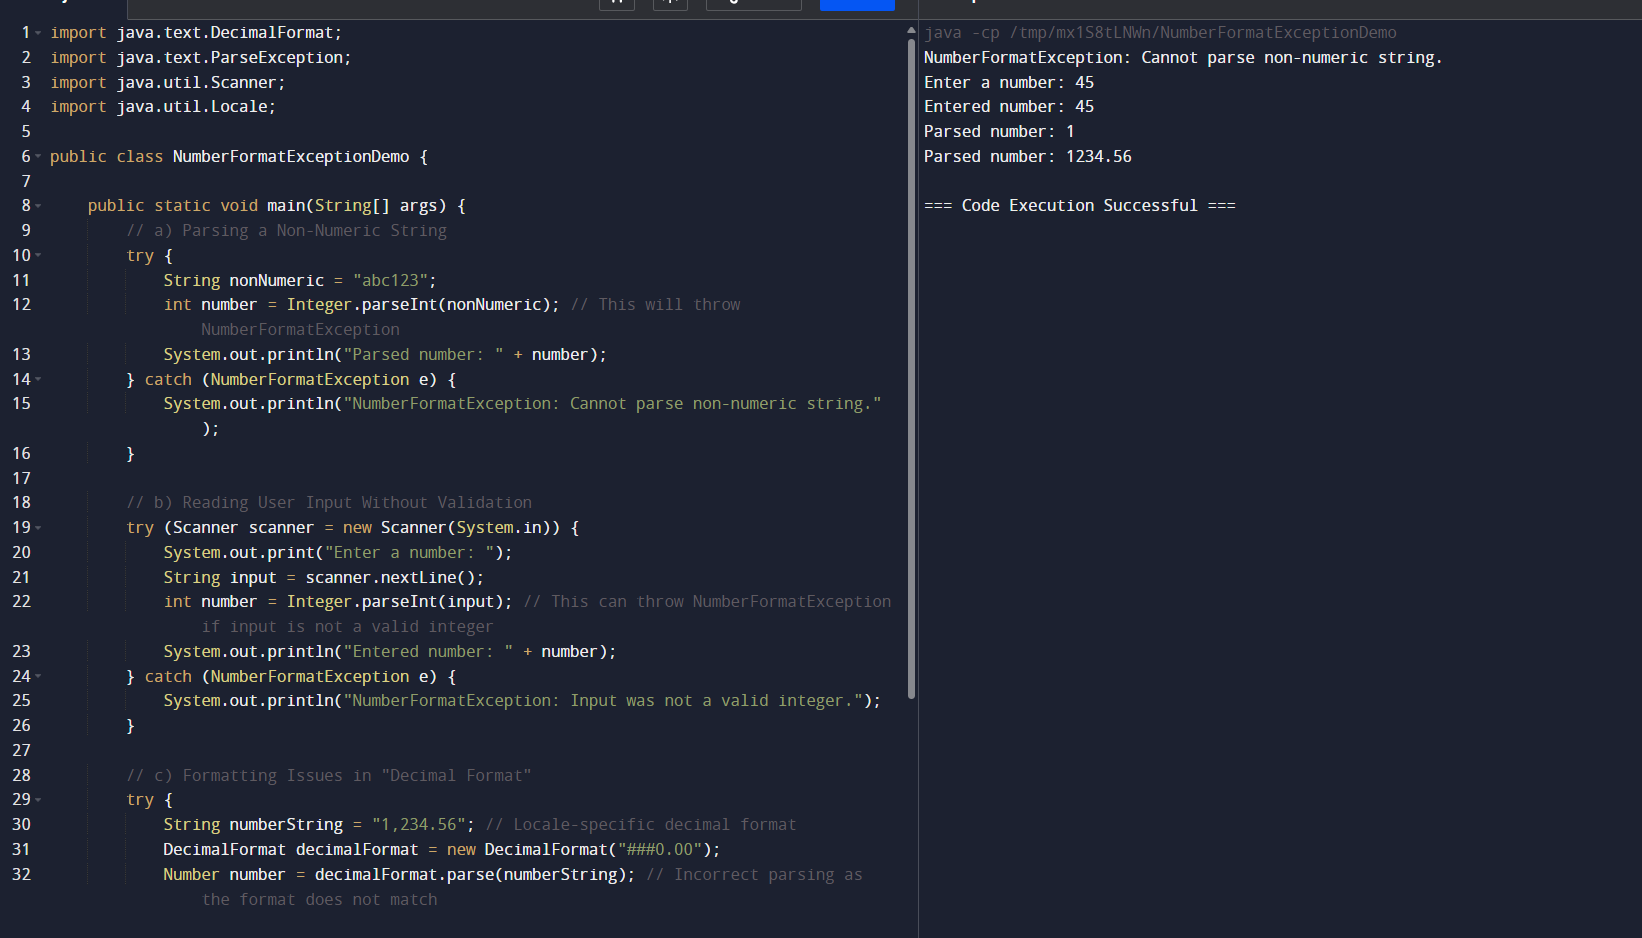 1 import java.text.DecimalFormat;
2 import java.text.ParseException;
3 import java.util.Scanner;
4 import java.util.Locale;
5
6 public class NumberFormatExceptionDemo {
7
8 public static void main(String[] args) {
9 // a) Parsing a Non-Numeric String
10 try {
11 String nonNumeric = "abc123";
12 int number = Integer.parseInt(nonNumeric); // This will throw
NumberFormatException
13 System.out.println("Parsed number: " + number);
14 } catch (NumberFormatException e) {
15 System.out.println("NumberFormatException: Cannot parse non-numeric string."
);
16 }
17
18 // b) Reading User Input Without Validation
19 try (Scanner scanner = new Scanner(System.in)) {
20 System.out.print("Enter a number: ");
21 String input = scanner.nextLine();
22 int number = Integer.parseInt(input); // This can throw NumberFormatException
if input is not a valid integer
23 System.out.println("Entered number: " + number);
24 } catch (NumberFormatException e) {
25 System.out.println("NumberFormatException: Input was not a valid integer.");
26 }
27
28 // c) Formatting Issues in "Decimal Format"
29 try {
30 String numberString = "1,234.56"; // Locale-specific decimal format
31 DecimalFormat decimalFormat = new DecimalFormat("###0.00");
32 Number number = decimalFormat.parse(numberString); // Incorrect parsing as
the format does not match
java -cp /tmp/mx1S8tLNWn/NumberFormatExceptionDemo
NumberFormatException: Cannot parse non-numeric string.
Enter a number: 45
Entered number: 45
Parsed number: 1
Parsed number: 1234.56
=== Code Execution Successful ===